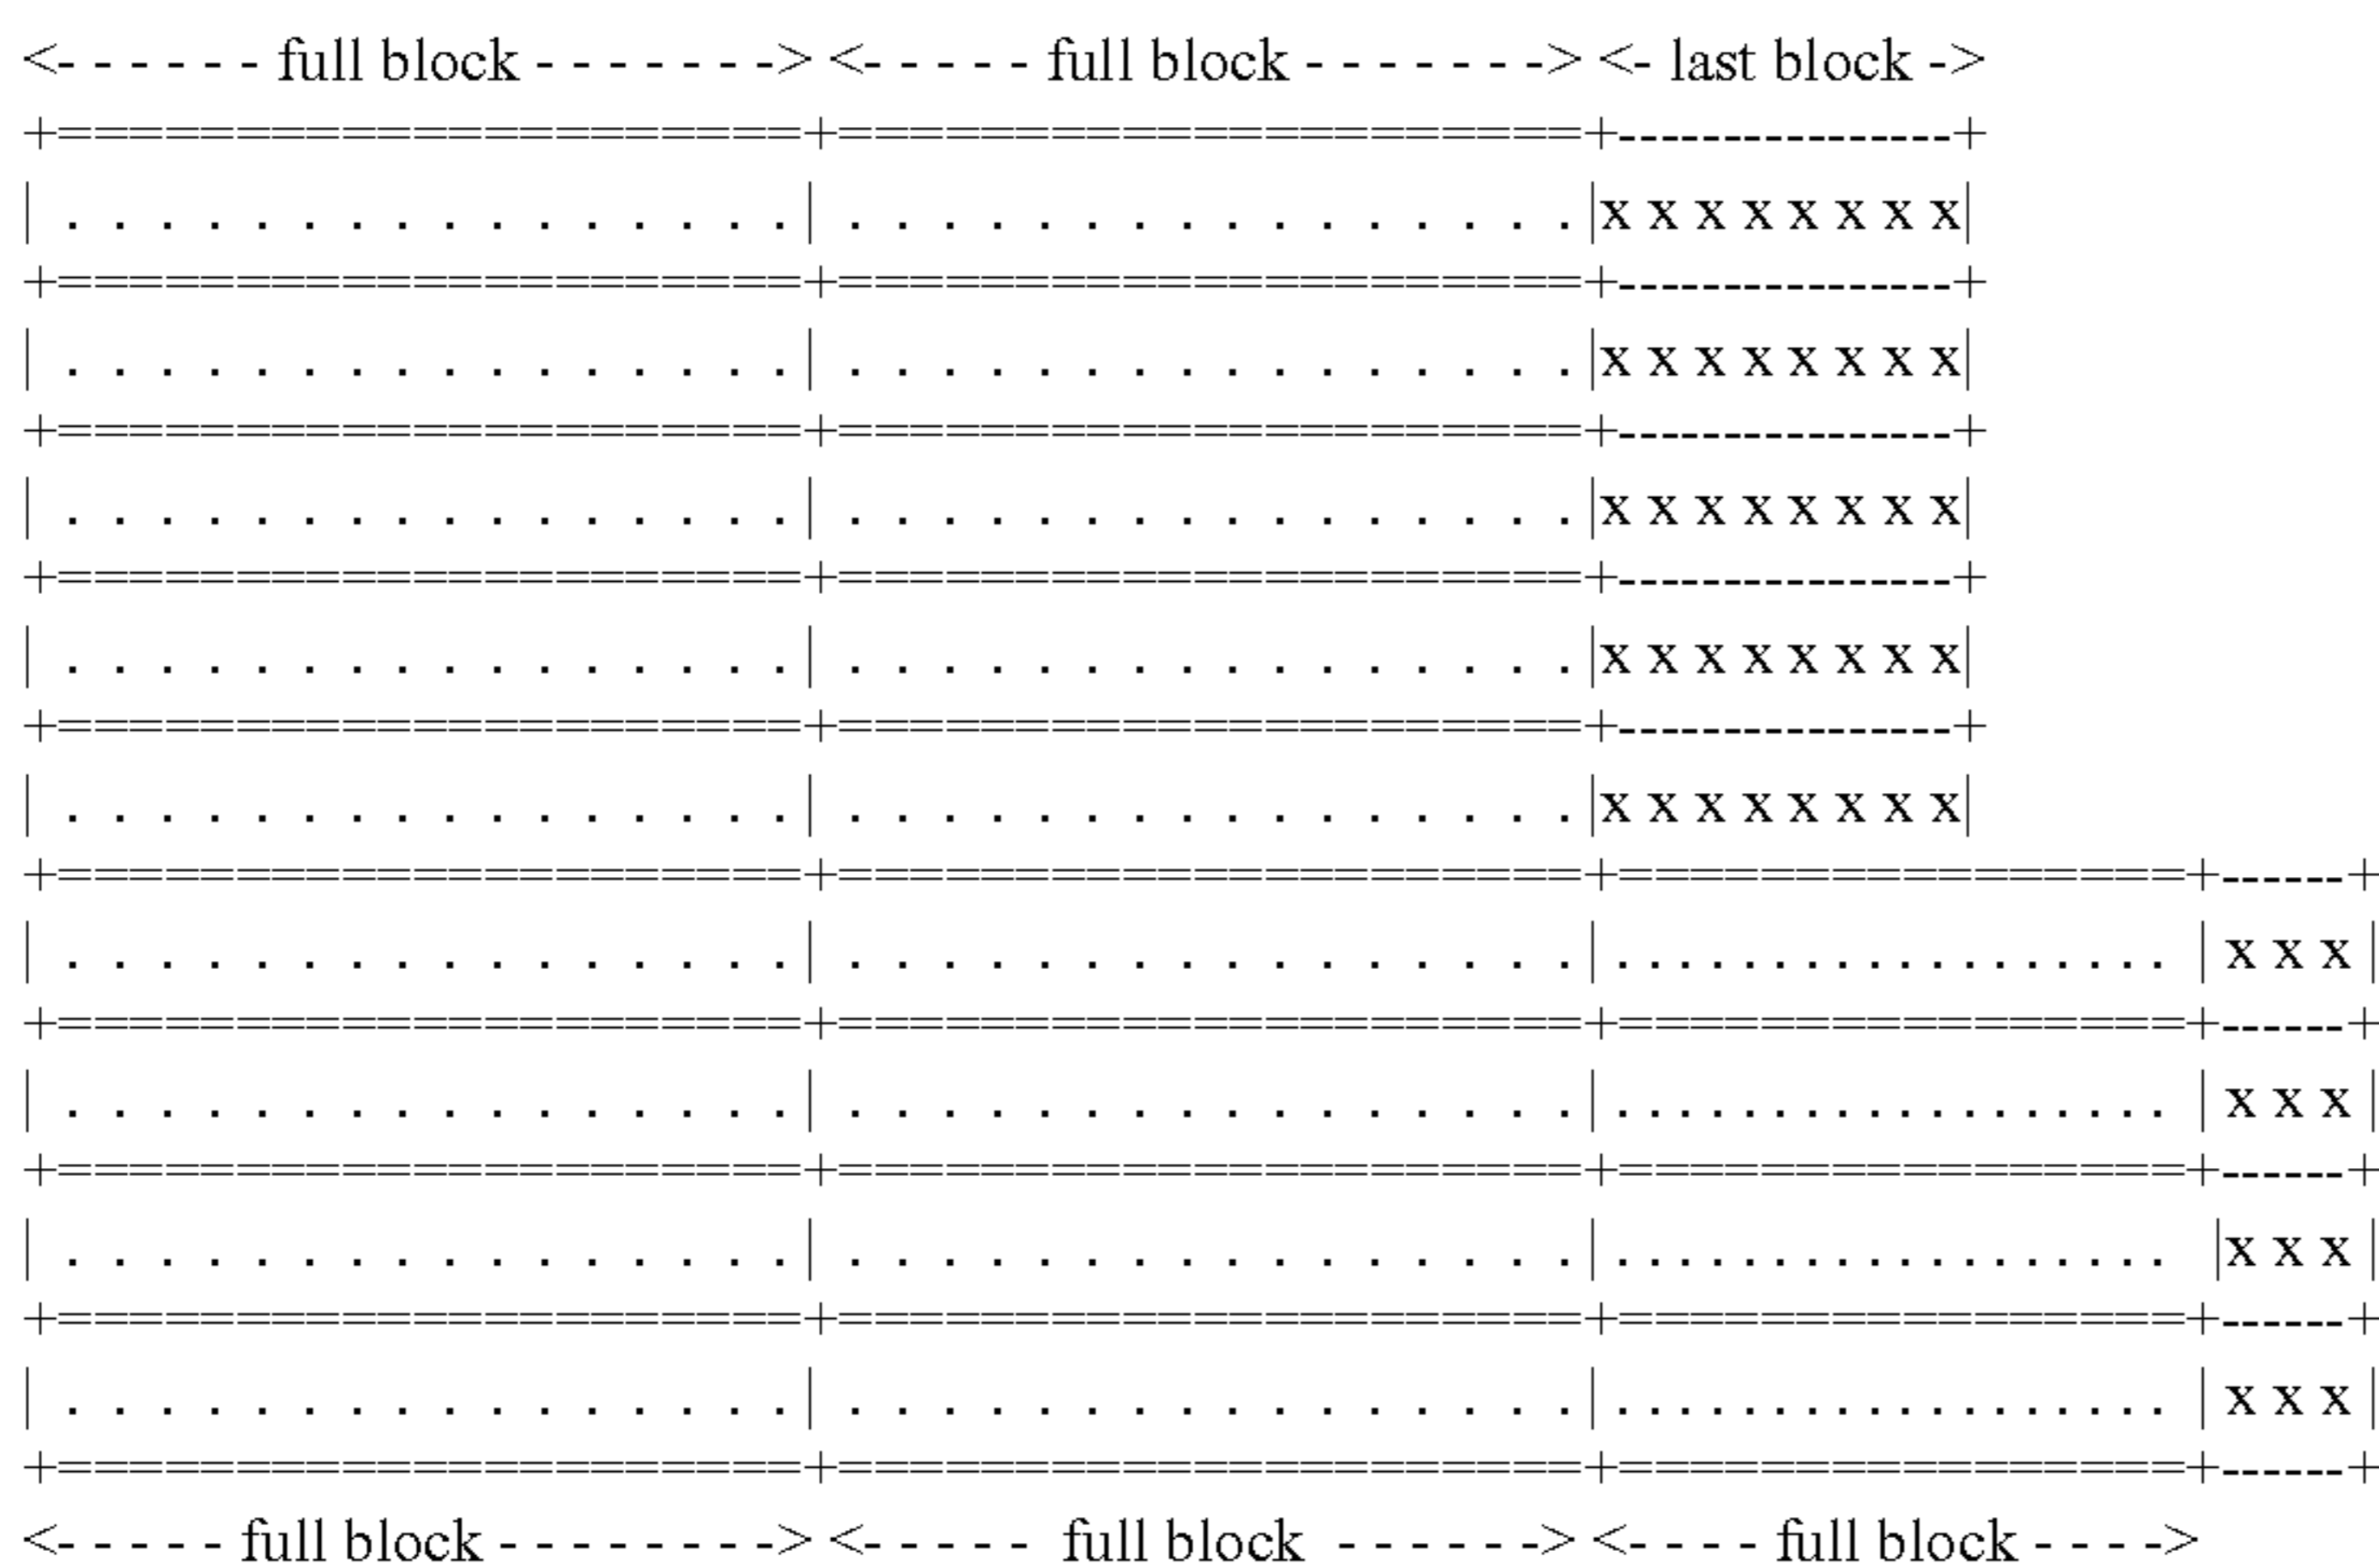 <- - - - - - full block - - - - - - -> <- - - - - full block - - - - - - -> <- last block ->
+=====================+=====================+----------------+
| . . . . . . . . . . . . . . . .| . . . . . . . . . . . . . . . .|x x x x x x x x|
+=====================+=====================+----------------+
| . . . . . . . . . . . . . . . .| . . . . . . . . . . . . . . . .|x x x x x x x x|
+=====================+=====================+----------------+
| . . . . . . . . . . . . . . . .| . . . . . . . . . . . . . . . .|x x x x x x x x|
+=====================+=====================+----------------+
| . . . . . . . . . . . . . . . .| . . . . . . . . . . . . . . . .|x x x x x x x x|
+=====================+=====================+----------------+
| . . . . . . . . . . . . . . . .| . . . . . . . . . . . . . . . .|x x x x x x x x|
+=====================+=====================+================+------+
| . . . . . . . . . . . . . . . .| . . . . . . . . . . . . . . . .| . . . . . . . . . . . . . . . . . . | x x x |
+=====================+=====================+================+------+
| . . . . . . . . . . . . . . . .| . . . . . . . . . . . . . . . .| . . . . . . . . . . . . . . . . . . | x x x |
+=====================+=====================+================+------+
| . . . . . . . . . . . . . . . .| . . . . . . . . . . . . . . . .| . . . . . . . . . . . . . . . . . . |x x x |
+=====================+=====================+================+------+
| . . . . . . . . . . . . . . . .| . . . . . . . . . . . . . . . .| . . . . . . . . . . . . . . . . . . | x x x |
+=====================+=====================+================+------+
<- - - - - full block - - - - - - - -> <- - - - - full block - - - - - -> <- - - - full block - - - ->